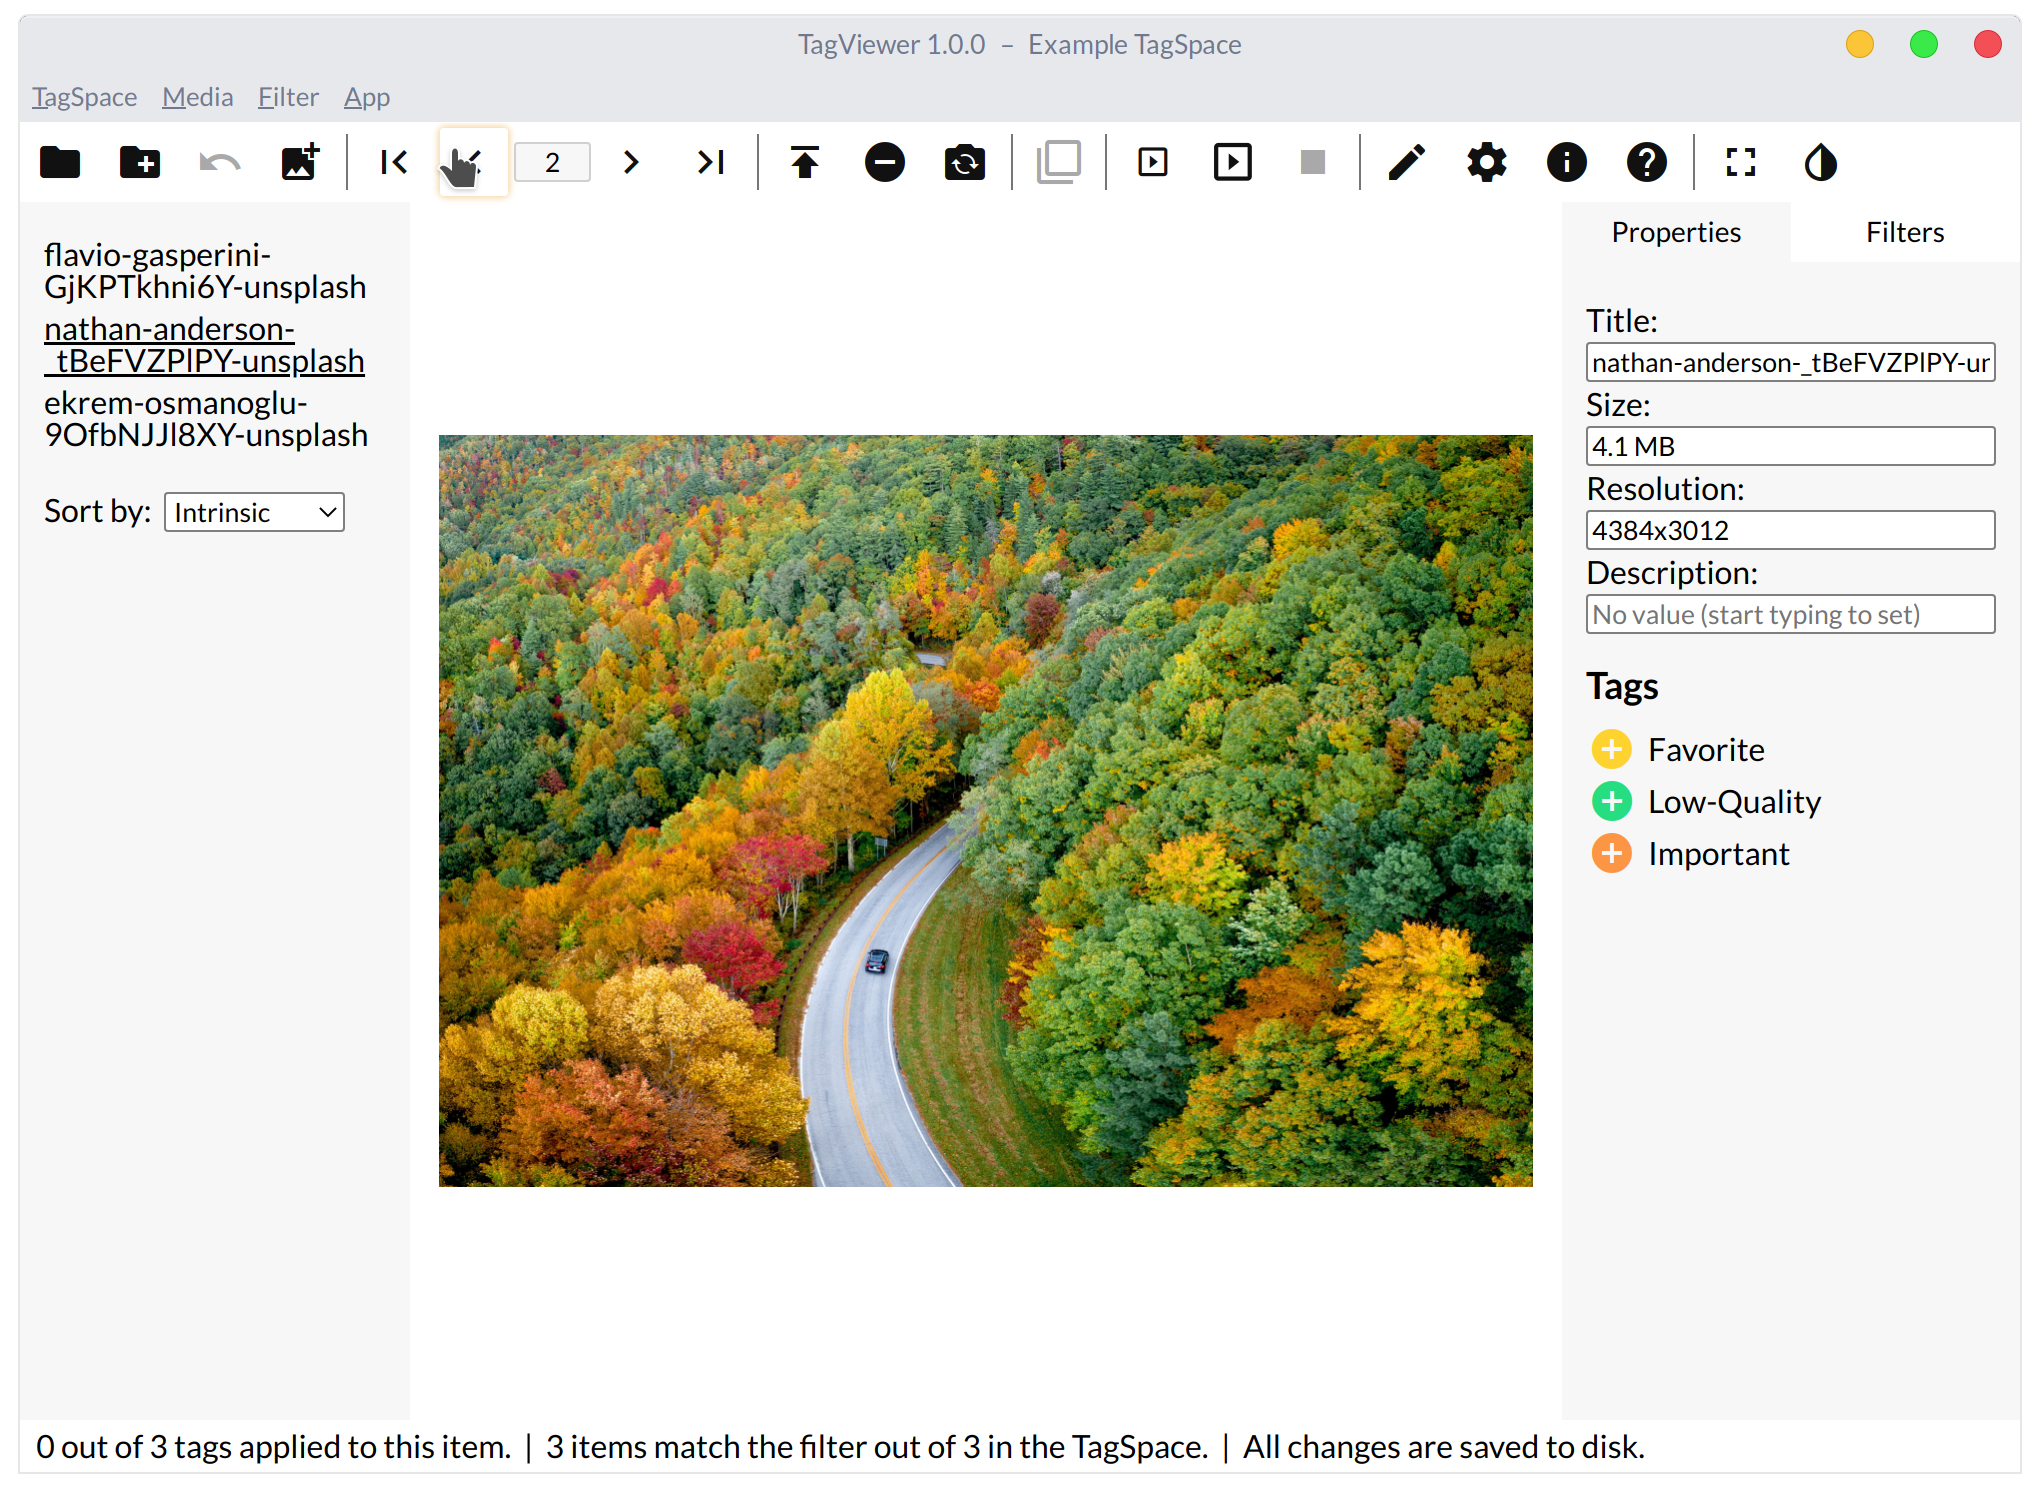 TagViewer 1.0.0 – Example TagSpace
TagSpace Media Filter App
2
flavio-gasperini-
GjKPTkhni6Y-unsplash
nathan-anderson-
_tBeFVZPlPY-unsplash
ekrem-osmanoglu-
9OfbNJJl8XY-unsplash
Sort by: Intrinsic
Properties Filters
Title:
nathan-anderson-_tBeFVZPlPY-ur
Size:
4.1 MB
Resolution:
4384x3012
Description:
No value (start typing to set)
Tags
Favorite
Low-Quality
Important
0 out of 3 tags applied to this item. | 3 items match the filter out of 3 in the TagSpace. | All changes are saved to disk.